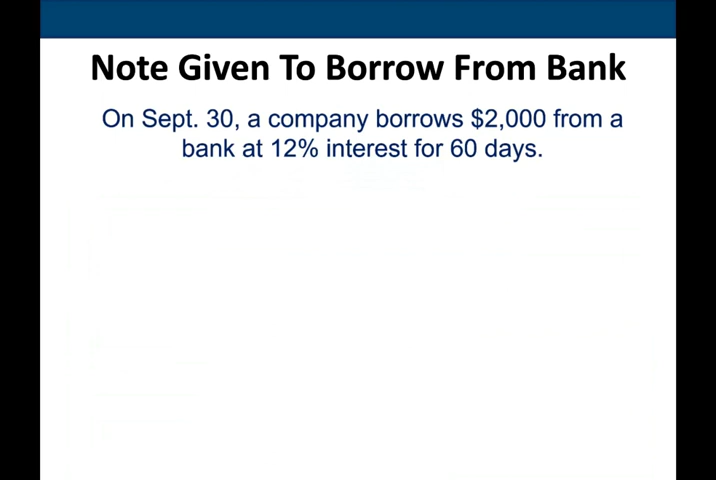 Note Given To Borrow From Bank
On Sept. 30, a company borrows $2,000 from a
bank at 12% interest for 60 days.